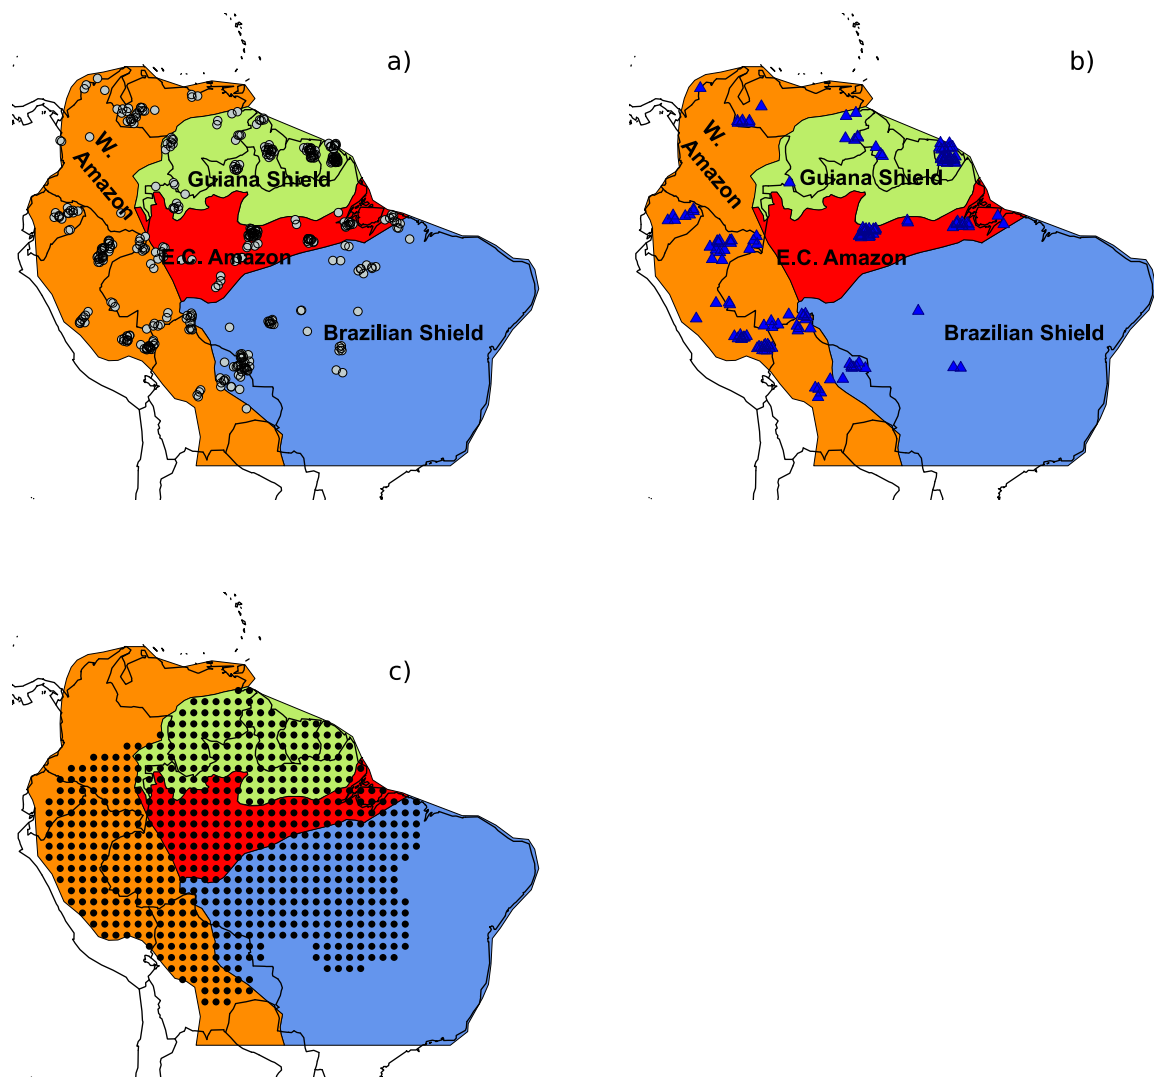 a)
W.
Amazon
Guiana Shield
E.C. Amazon
Brazilian Shield
b)
W.
Amazon
Guiana Shield
E.C. Amazon
Brazilian Shield
c)